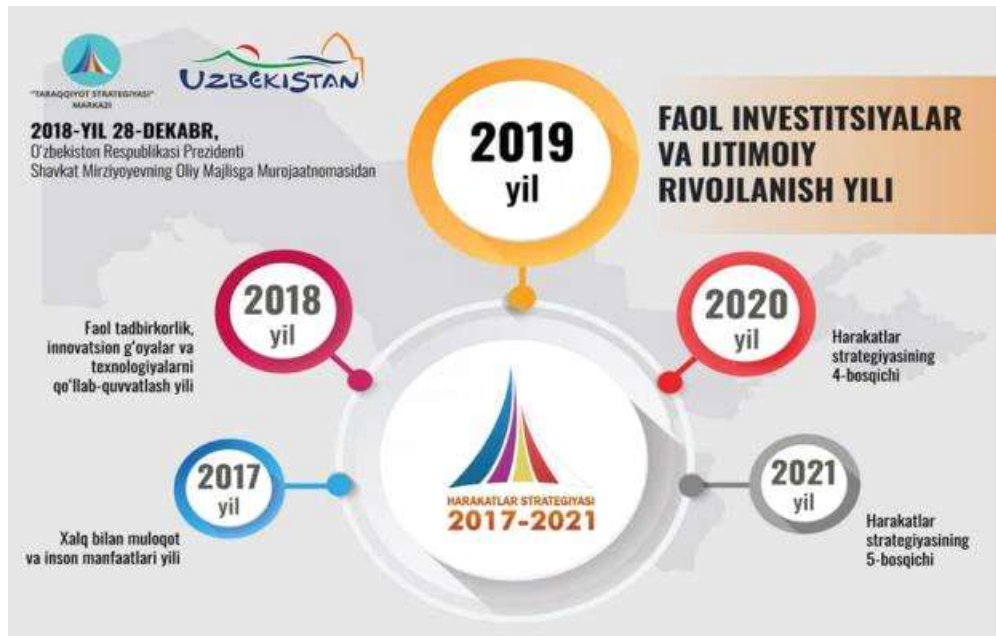 "TARAQQIYOT STRATEGIYASI"
MARKAZI
UZBEKISTAN
2018-YIL 28-DEKABR,
O'zbekiston Respublikasi Prezidenti
Shavkat Mirziyoyevning Oliy Majlisga Murojaatnomasidan
2019
yil
FAOL INVESTITSIYALAR
VA IJTIMOIY
RIVOJLANISH YILI
2018
yil
Faol tadbirkorlik,
innovatsion g'oyalar va
texnologiyalarni
qo'llab-quvvatlash yili
2020
yil
Harakatlar
strategiyasining
4-bosqichi
2017
yil
Xalq bilan muloqot
va inson manfaatlari yili
HARAKATLAR STRATEGIYASI
2017-2021
2021
yil
Harakatlar
strategiyasining
5-bosqichi